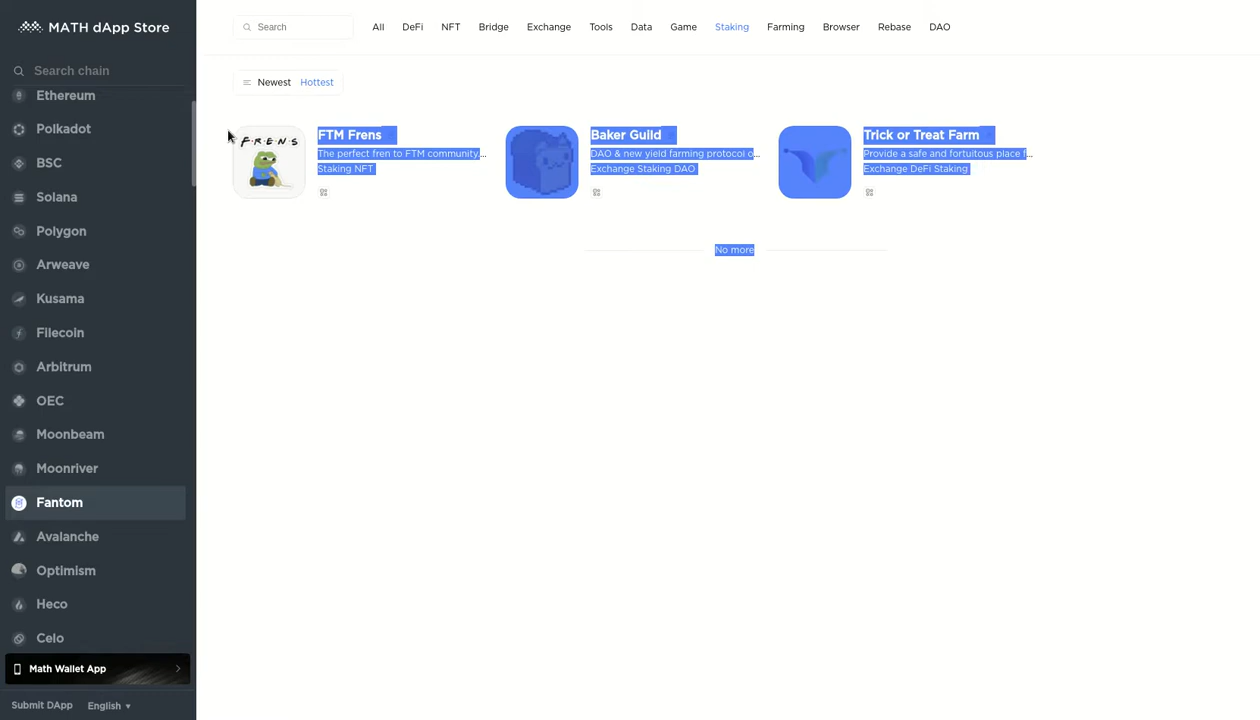 MATH dApp Store
Search chain
Ethereum
Polkadot
BSC
Solana
Polygon
Arweave
Kusama
Filecoin
Arbitrum
OEC
Moonbeam
Moonriver
Fantom
Avalanche
Optimism
Heco
Celo
Math Wallet App
Submit DApp English
Search
All DeFi NFT Bridge Exchange Tools Data Game Staking Farming Browser Rebase DAO
Newest Hottest
FRENS
FTM Frens
The perfect fren to FTM community,...
Staking NFT
Baker Guild
DAO & new yield farming protocol o...
Exchange Staking DAO
Trick or Treat Farm
Provide a safe and fortuitous place f...
Exchange DeFi Staking
No more